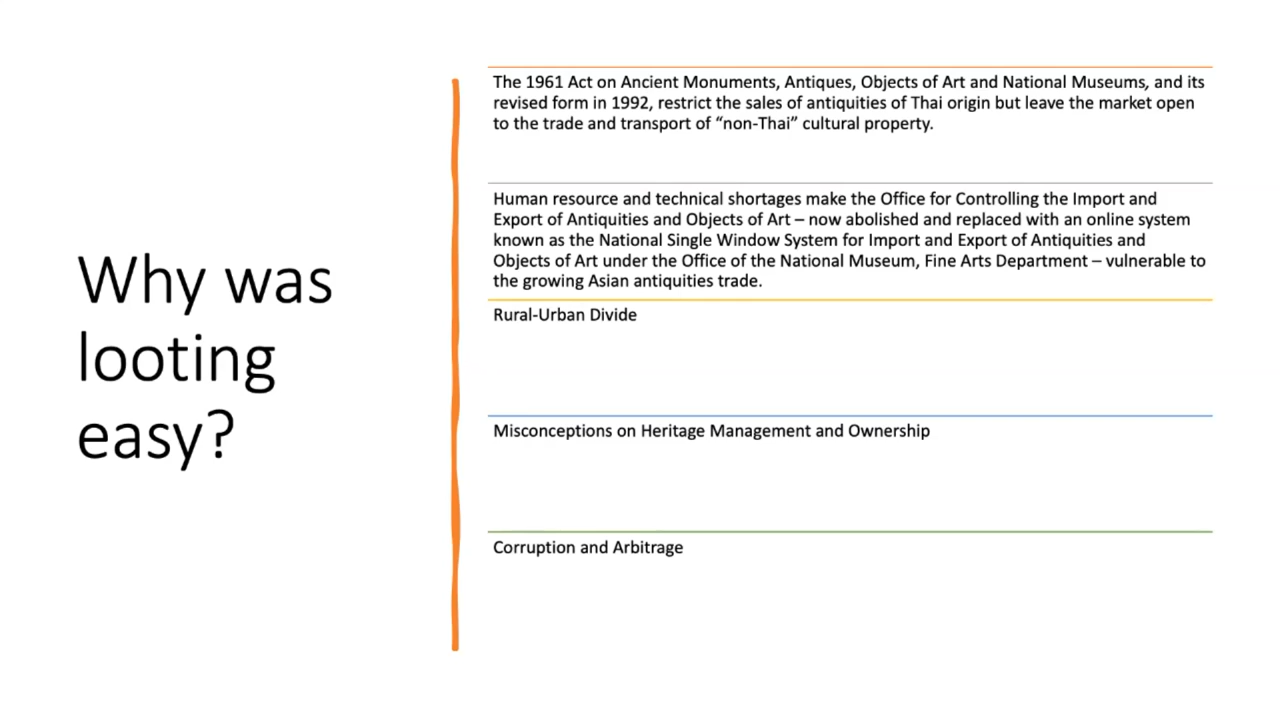 Why was
looting
easy?
The 1961 Act on Ancient Monuments, Antiques, Objects of Art and National Museums, and its
revised form in 1992, restrict the sales of antiquities of Thai origin but leave the market open
to the trade and transport of “non-Thai” cultural property.
Human resource and technical shortages make the Office for Controlling the Import and
Export of Antiquities and Objects of Art – now abolished and replaced with an online system
known as the National Single Window System for Import and Export of Antiquities and
Objects of Art under the Office of the National Museum, Fine Arts Department – vulnerable to
the growing Asian antiquities trade.
Rural-Urban Divide
Misconceptions on Heritage Management and Ownership
Corruption and Arbitrage